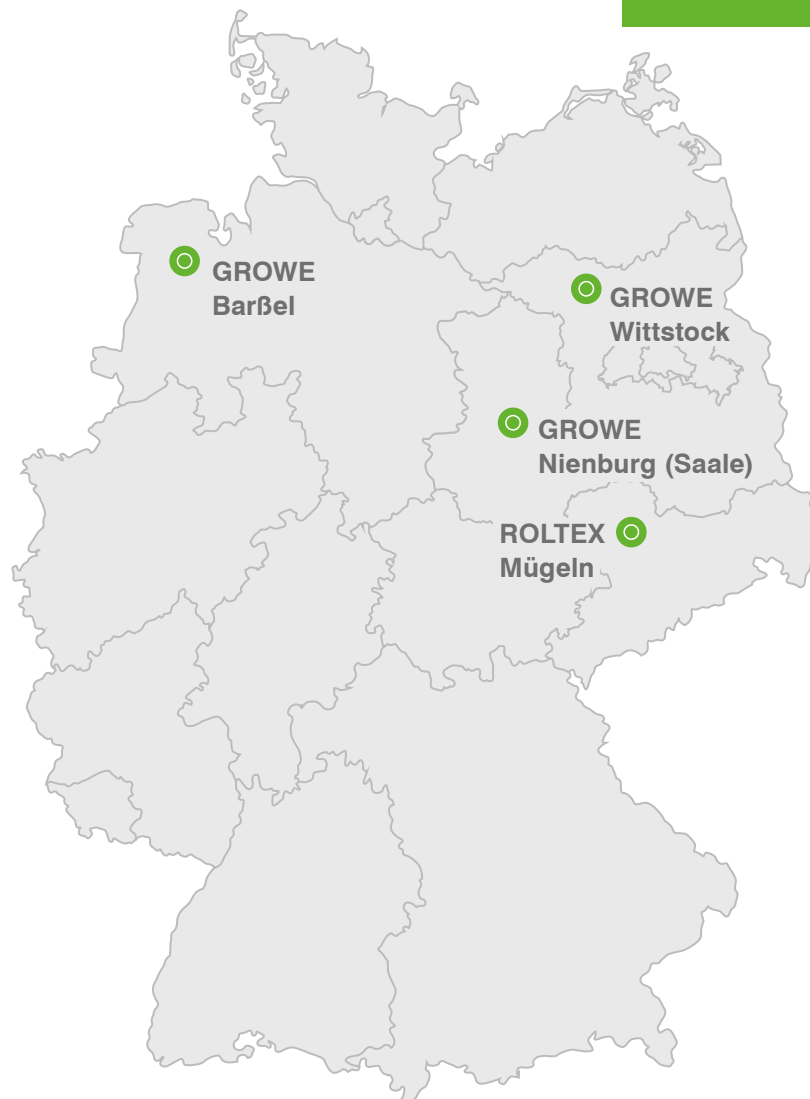 GROWE
Barßel
GROWE
Wittstock
GROWE
Nienburg (Saale)
ROLTEX
Mügeln